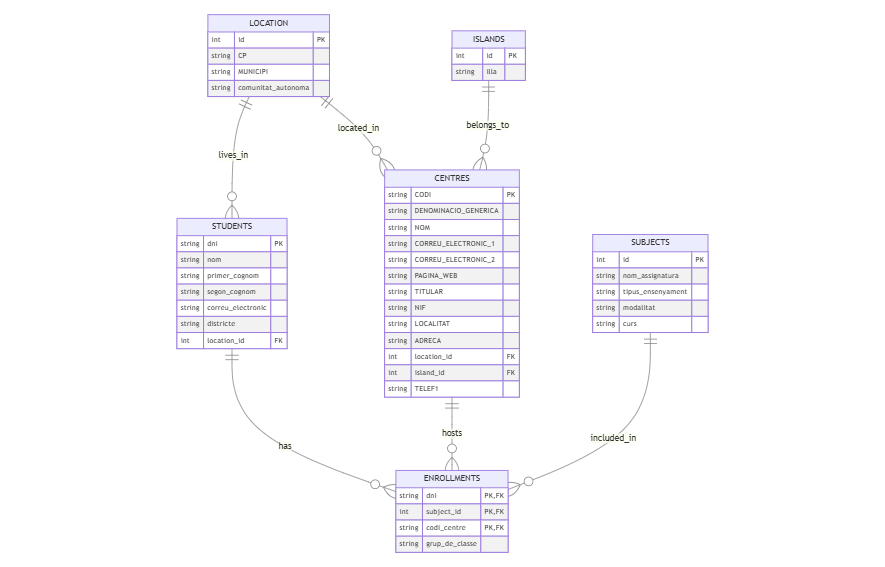 LOCATION
int id PK
string CP
string MUNICIPI
string comunitat_autonoma
ISLANDS
int id PK
string illa
lives_in
located_in
belongs_to
STUDENTS
string dni PK
string nom
string primer_cognom
string segon_cognom
string correu_electronic
string districte
int location_id FK
CENTRES
string CODI PK
string DENOMINACIO_GENERICA
string NOM
string CORREU_ELECTRONIC_1
string CORREU_ELECTRONIC_2
string PAGINA_WEB
string TITULAR
string NIF
string LOCALITAT
string ADRECA
int location_id FK
int island_id FK
string TELEF1
SUBJECTS
int id PK
string nom_assignatura
string tipus_ensenyament
string modalitat
string curs
has
hosts
included_in
ENROLLMENTS
string dni PK,FK
int subject_id PK,FK
string codi_centre PK,FK
string grup_de_classe